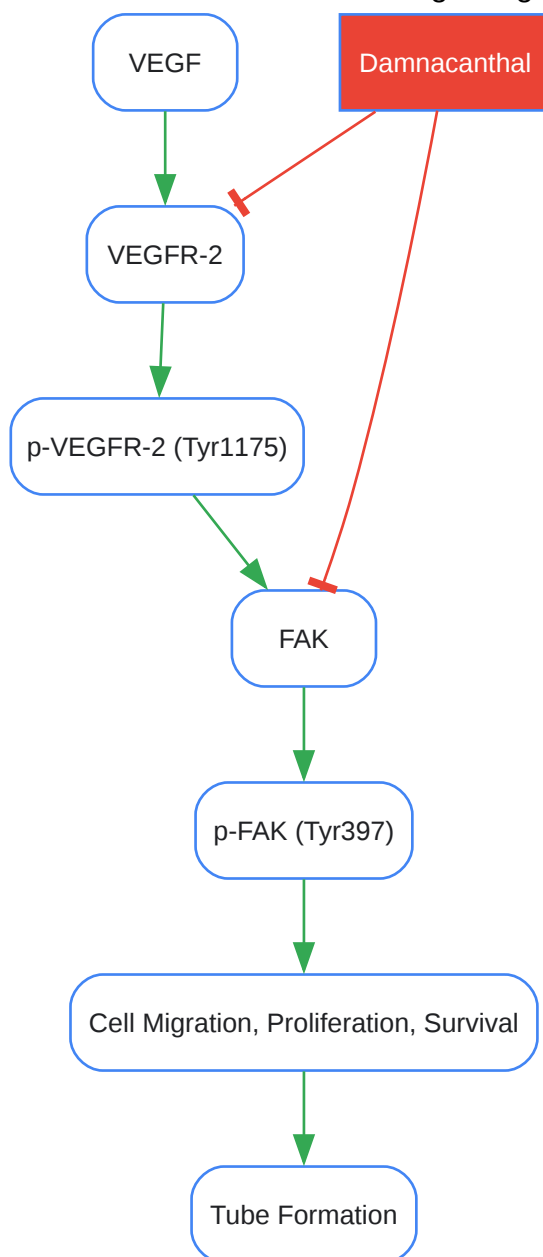 VEGF
Damnacanthal
VEGFR-2
p-VEGFR-2 (Tyr1175)
FAK
p-FAK (Tyr397)
Cell Migration, Proliferation, Survival
Tube Formation